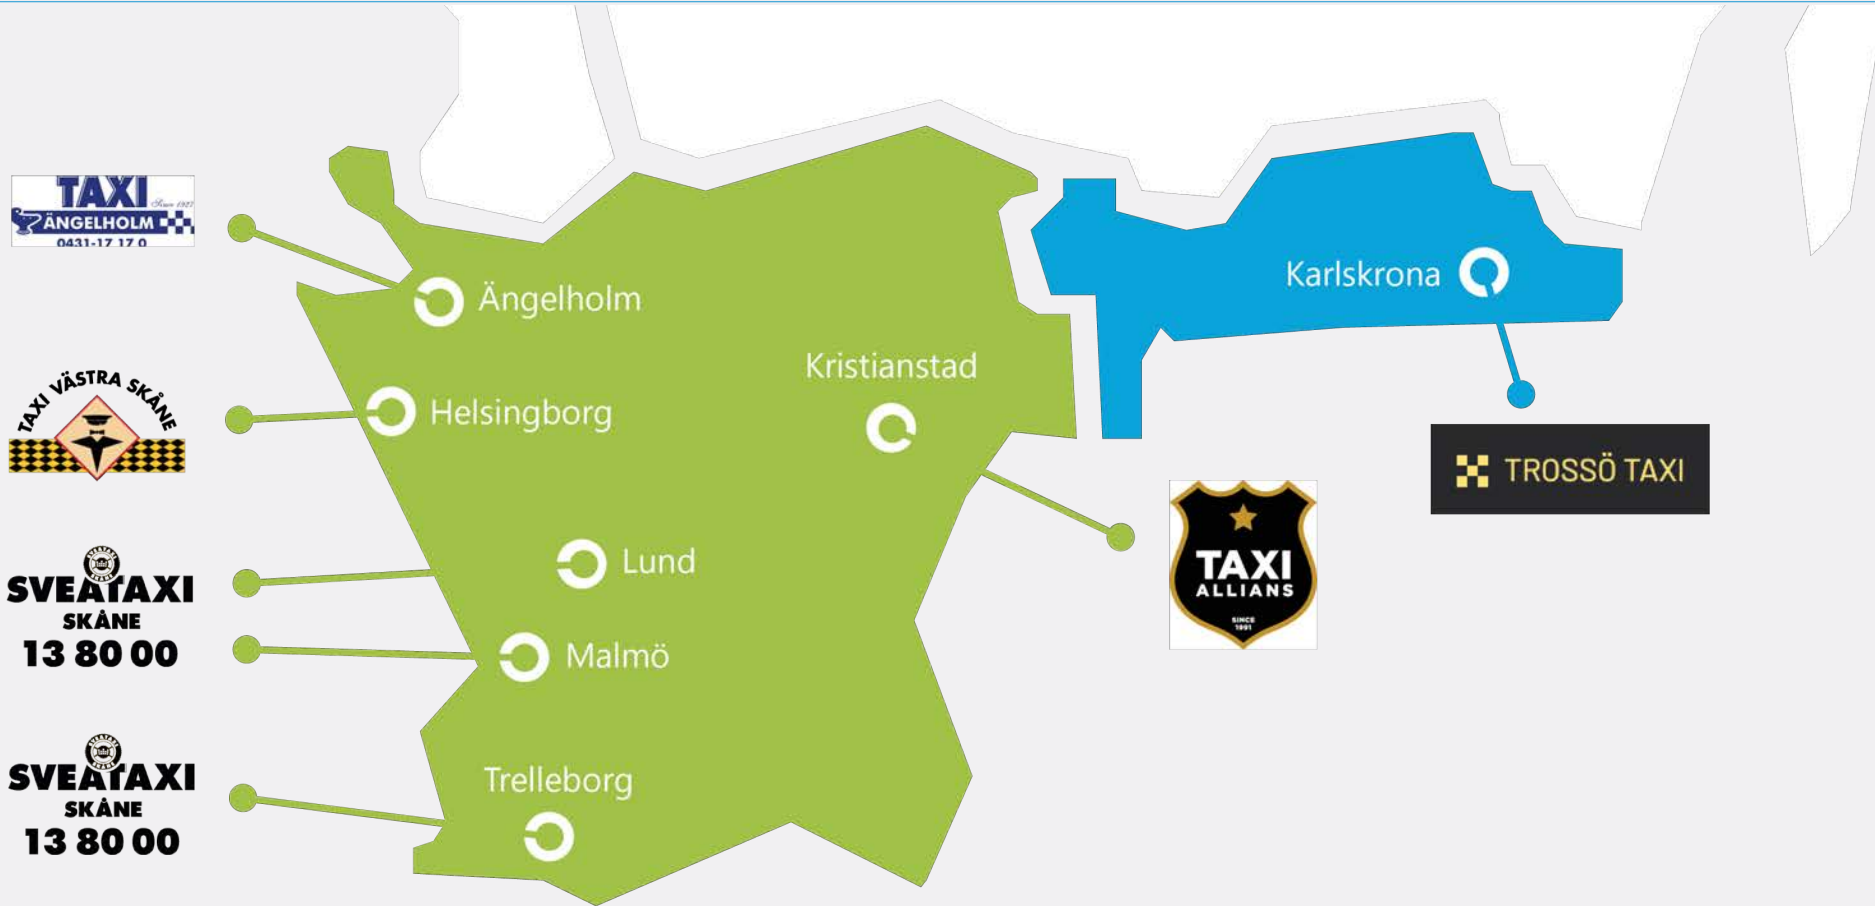 TAXI
Since 1927
ÄNGELHOLM
0431-17 17 0
Ängelholm
Karlskrona
TAXI VÄSTRA SKÅNE
Helsingborg
Kristianstad
TROSSÖ TAXI
TAXI
ALLIANS
SINCE
1991
SVEATAXI
SKÅNE
13 80 00
Lund
Malmö
SVEATAXI
SKÅNE
13 80 00
Trelleborg